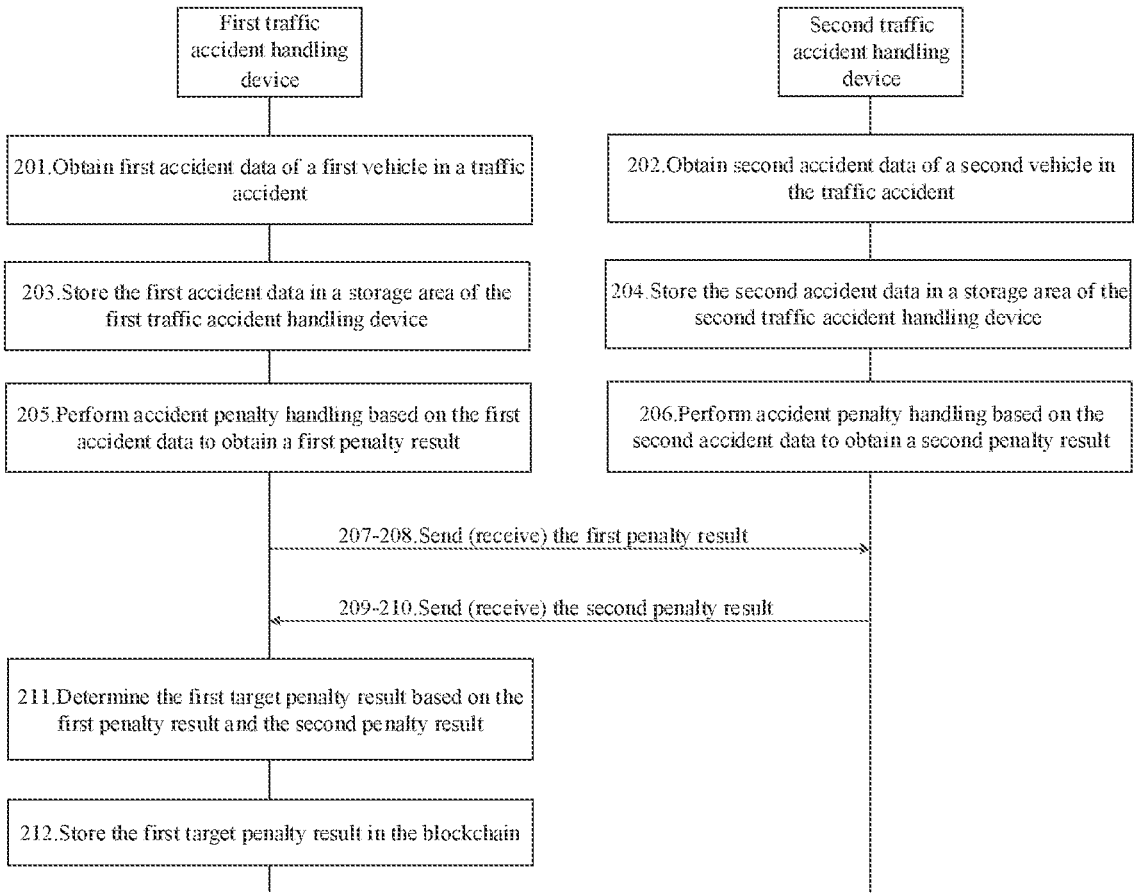 First traffic
accident handling
device
Second traffic
accident handling
device
201.Obtain first accident data of a first vehicle in a traffic
accident
202.Obtain second accident data of a second vehicle in
the traffic accident
203.Store the first accident data in a storage area of the
first traffic accident handling device
204.Store the second accident data in a storage area of the
second traffic accident handling device
205.Perform accident penalty handling based on the first
accident data to obtain a first penalty result
206.Perform accident penalty handling based on the
second accident data to obtain a second penalty result
207-208.Send (receive) the first penalty result
209-210.Send (receive) the second penalty result
211.Determine the first target penalty result based on the
first penalty result and the second penalty result
212.Store the first target penalty result in the blockchain